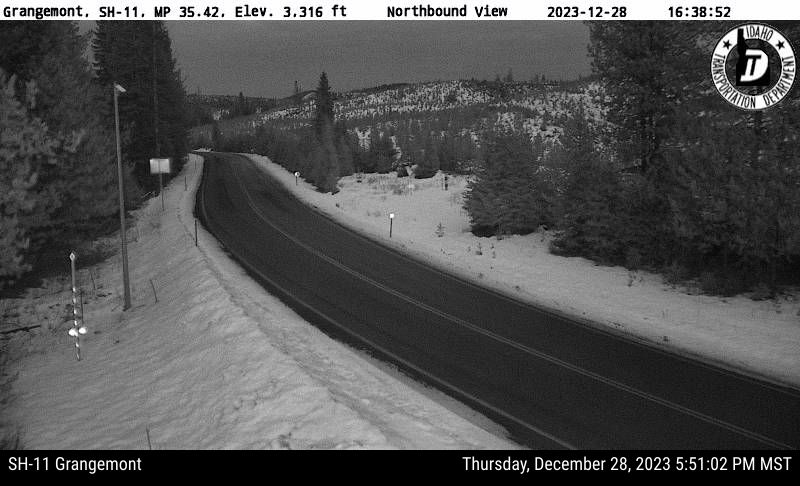 Grangemont, SH-11, MP 35.42, Elev. 3,316 ft Northbound View 2023-12-28 16:38:52
IDAHO
TRANSPORTATION DEPARTMENT
SH-11 Grangemont Thursday, December 28, 2023 5:51:02 PM MST